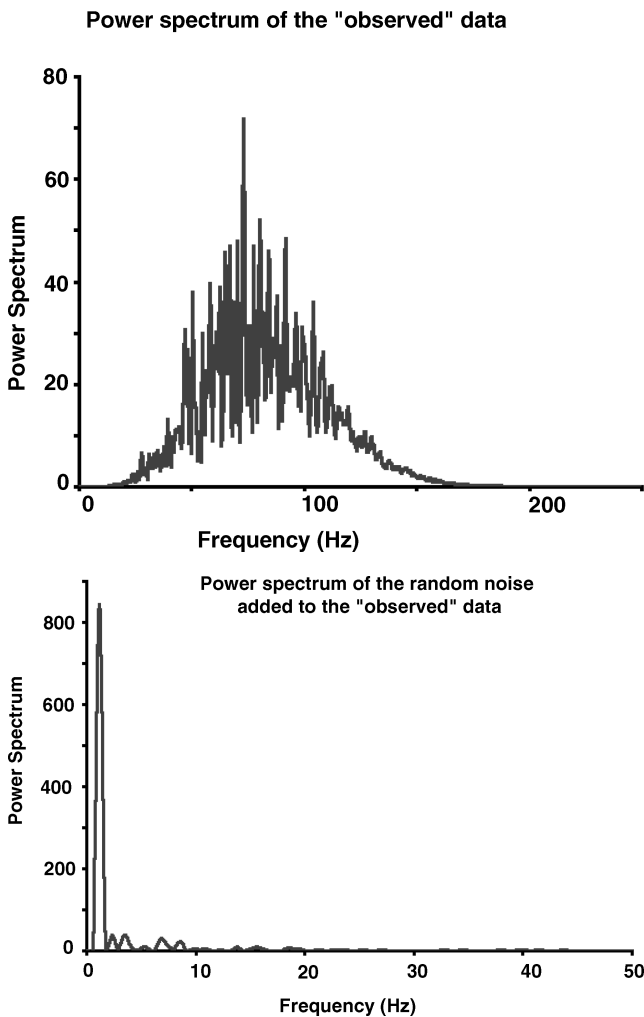 Power spectrum of the "observed" data
80
60
40
20
0
Power Spectrum
0 100 200
Frequency (Hz)
Power spectrum of the random noise
added to the "observed" data
800
600
400
200
0
Power Spectrum
0 10 20 30 40 50
Frequency (Hz)